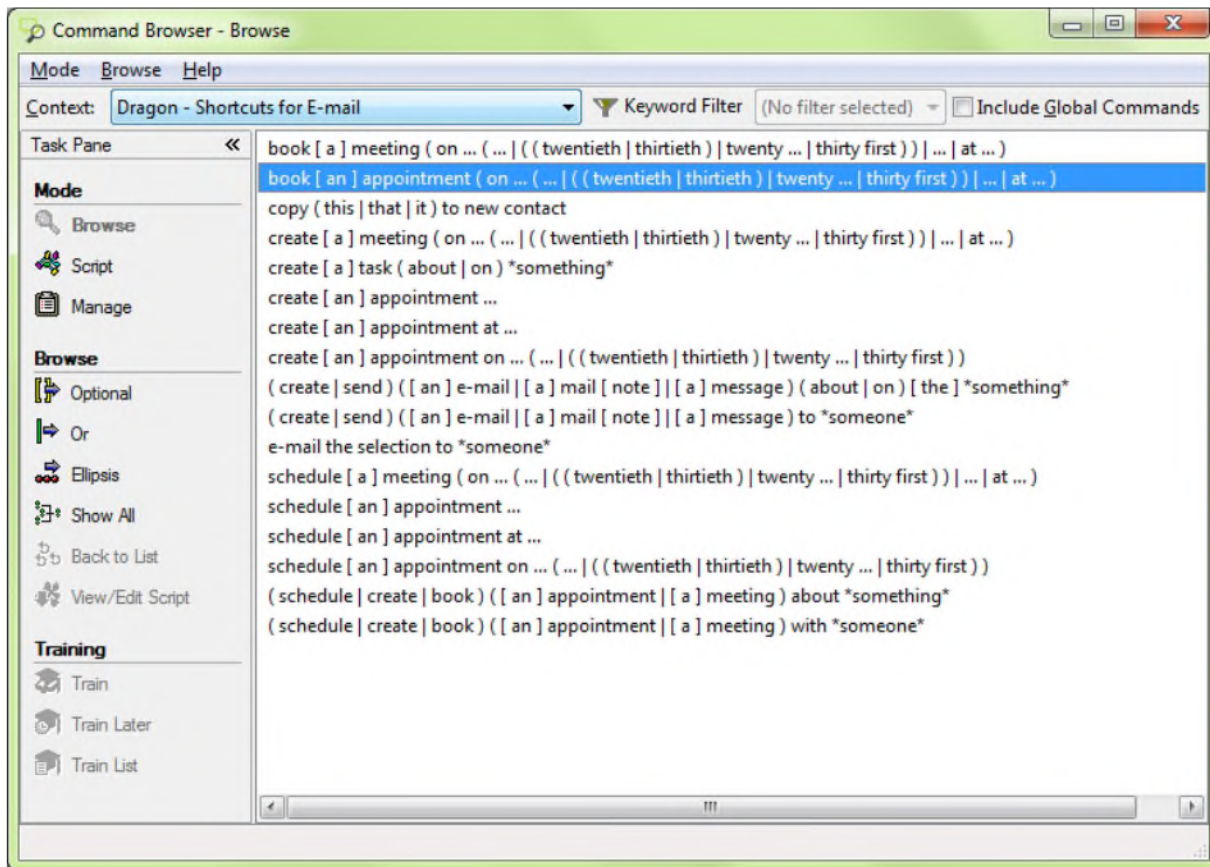 Command Browser - Browse
Mode Browse Help
Context: Dragon - Shortcuts for E-mail Keyword Filter (No filter selected) Include Global Commands
Task Pane «
Mode
Browse
Script
Manage
Browse
Optional
Or
Ellipsis
Show All
Back to List
View/Edit Script
Training
Train
Train Later
Train List
book [ a ] meeting ( on ... ( ... | ( ( twentieth | thirtieth ) | twenty ... | thirty first ) ) | ... | at ... )
book [ an ] appointment ( on ... ( ... | ( ( twentieth | thirtieth ) | twenty ... | thirty first ) ) | ... | at ... )
copy ( this | that | it ) to new contact
create [ a ] meeting ( on ... ( ... | ( ( twentieth | thirtieth ) | twenty ... | thirty first ) ) | ... | at ... )
create [ a ] task ( about | on ) *something*
create [ an ] appointment ...
create [ an ] appointment at ...
create [ an ] appointment on ... ( ... | ( ( twentieth | thirtieth ) | twenty ... | thirty first ) )
( create | send ) ( [ an ] e-mail | [ a ] mail [ note ] | [ a ] message ) ( about | on ) [ the ] *something*
( create | send ) ( [ an ] e-mail | [ a ] mail [ note ] | [ a ] message ) to *someone*
e-mail the selection to *someone*
schedule [ a ] meeting ( on ... ( ... | ( ( twentieth | thirtieth ) | twenty ... | thirty first ) ) | ... | at ... )
schedule [ an ] appointment ...
schedule [ an ] appointment at ...
schedule [ an ] appointment on ... ( ... | ( ( twentieth | thirtieth ) | twenty ... | thirty first ) )
( schedule | create | book ) ( [ an ] appointment | [ a ] meeting ) about *something*
( schedule | create | book ) ( [ an ] appointment | [ a ] meeting ) with *someone*